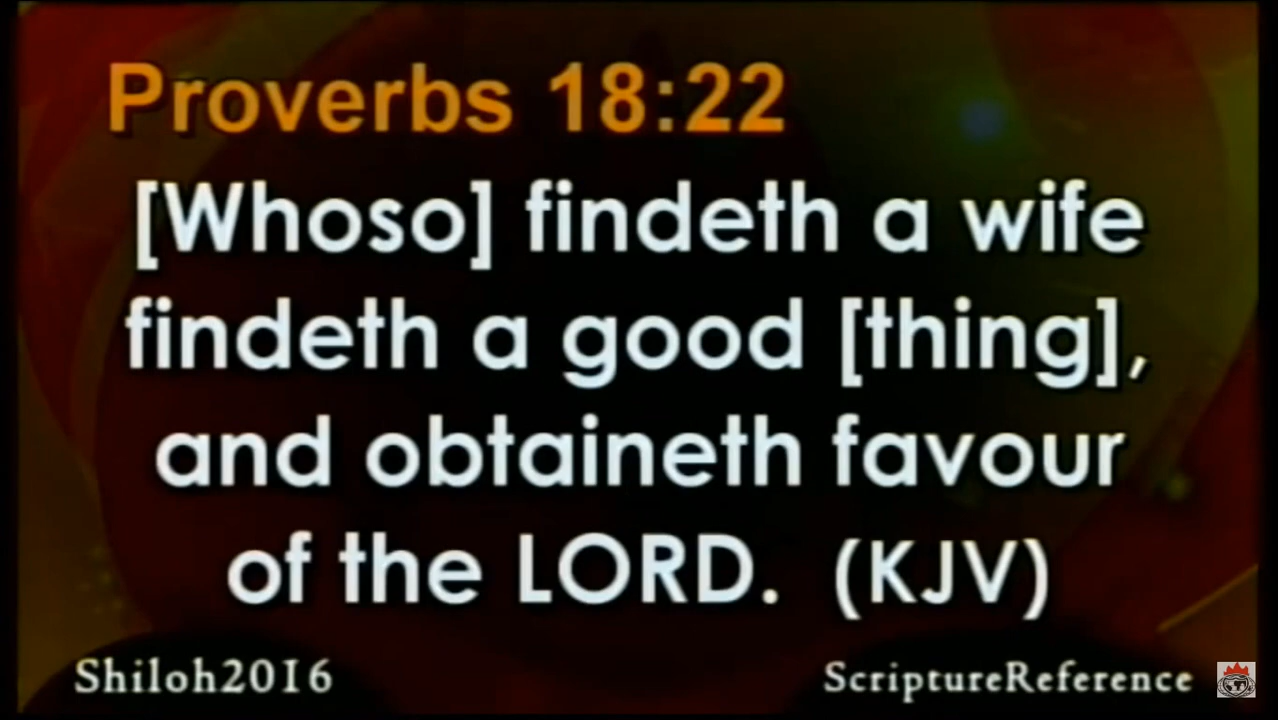 Proverbs 18:22
[Whoso] findeth a wife
findeth a good [thing],
and obtaineth favour
of the LORD. (KJV)
Shiloh2016
ScriptureReference